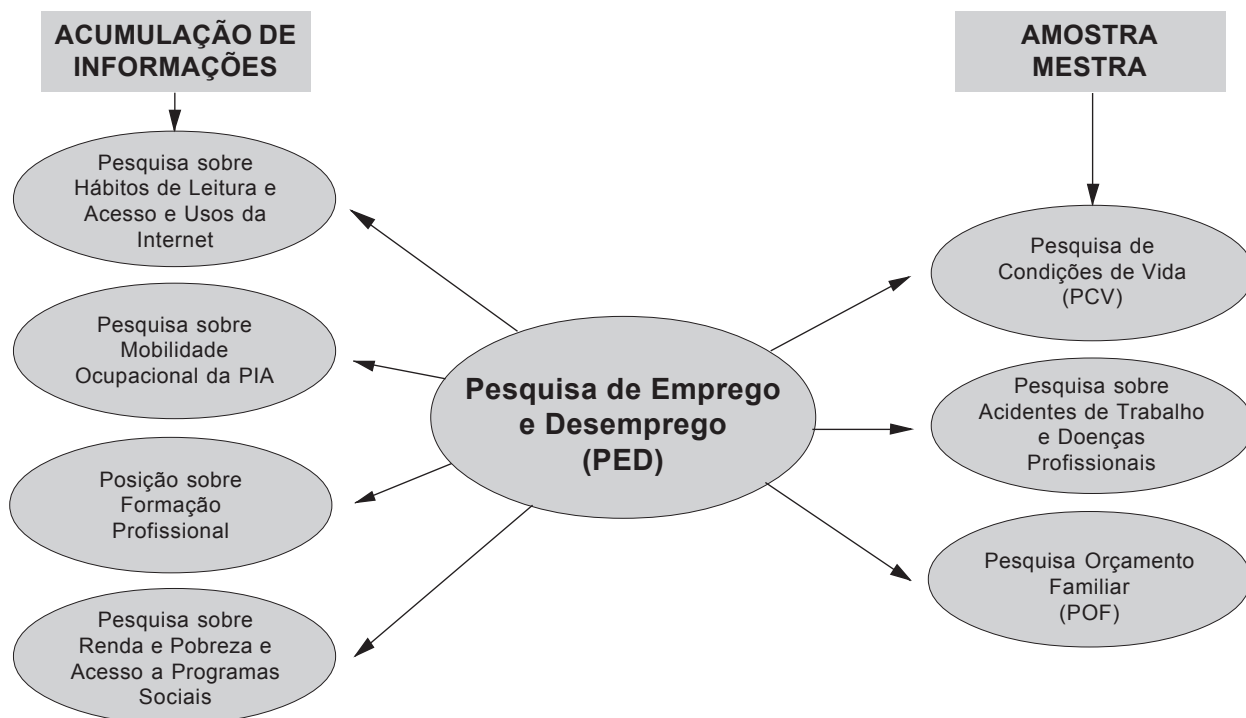 ACUMULAÇÃO DE
INFORMAÇÕES
Pesquisa sobre
Hábitos de Leitura e
Acesso e Usos da
Internet
Pesquisa sobre
Mobilidade
Ocupacional da PIA
Posição sobre
Formação
Profissional
Pesquisa sobre
Renda e Pobreza e
Acesso a Programas
Sociais
Pesquisa de Emprego
e Desemprego
(PED)
AMOSTRA
MESTRA
Pesquisa de
Condições de Vida
(PCV)
Pesquisa sobre
Acidentes de Trabalho
e Doenças
Profissionais
Pesquisa Orçamento
Familiar
(POF)